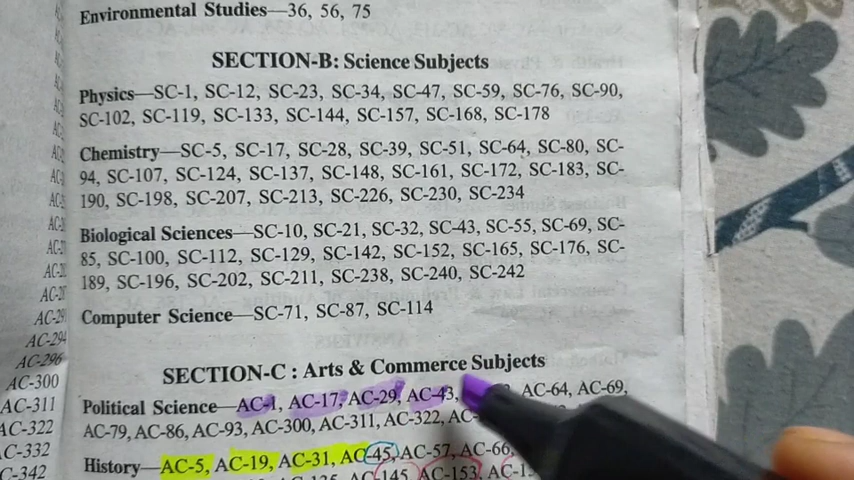 Environmental Studies—36, 56, 75
SECTION-B: Science Subjects
Physics—SC-1, SC-12, SC-23, SC-34, SC-47, SC-59, SC-76, SC-90,
SC-102, SC-119, SC-133, SC-144, SC-157, SC-168, SC-178
Chemistry—SC-5, SC-17, SC-28, SC-39, SC-51, SC-64, SC-80, SC-
94, SC-107, SC-124, SC-137, SC-148, SC-161, SC-172, SC-183, SC-
190, SC-198, SC-207, SC-213, SC-226, SC-230, SC-234
Biological Sciences—SC-10, SC-21, SC-32, SC-43, SC-55, SC-69, SC-
85, SC-100, SC-112, SC-129, SC-142, SC-152, SC-165, SC-176, SC-
189, SC-196, SC-202, SC-211, SC-238, SC-240, SC-242
Computer Science—SC-71, SC-87, SC-114
SECTION-C : Arts & Commerce Subjects
Political Science—AC-1, AC-17, AC-29, AC-43, AC-64, AC-69,
AC-79, AC-86, AC-93, AC-300, AC-311, AC-322,
History—AC-5, AC-19, AC-31, AC-45, AC-57, AC-66,
145, AC-153,
AC-294
AC-296
AC-300
AC-311
AC-322
AC-332
C-342